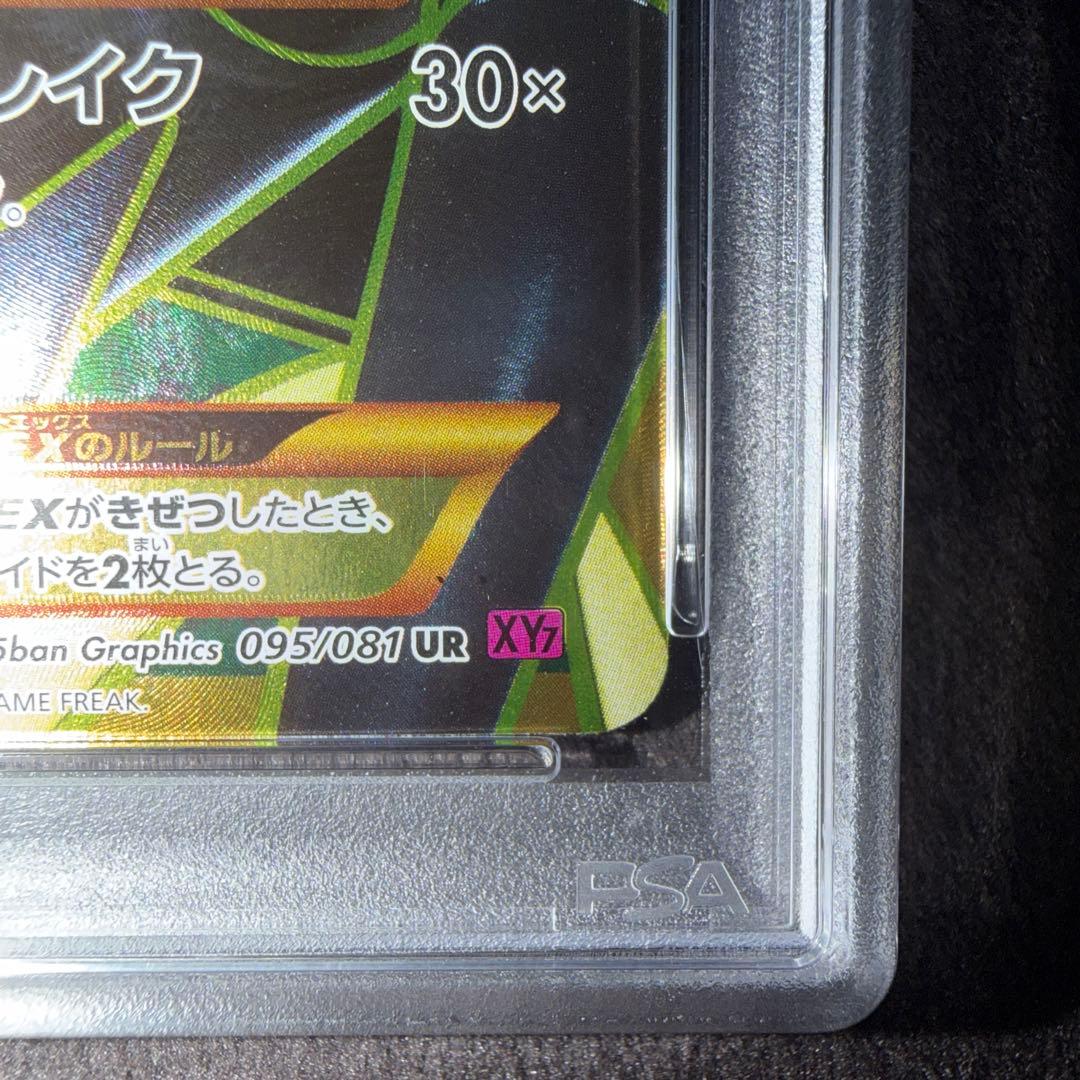 レイク 30×
る。
EXのルール
エックス
EXがきぜつしたとき、
まい
イドを2枚とる。
5ban Graphics 095/081 UR XY7
AME FREAK.
PSA